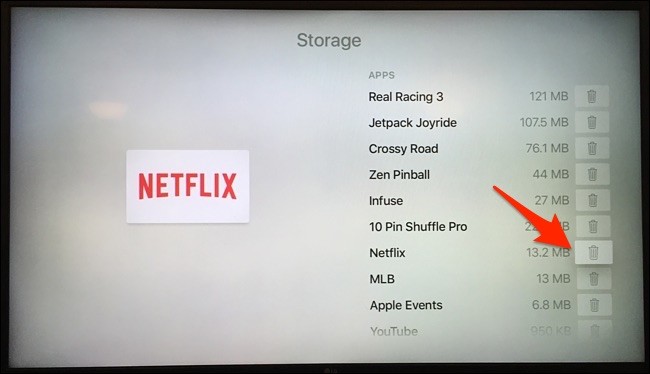 Storage
APPS
NETFLIX
Real Racing 3 121 MB
Jetpack Joyride 107.5 MB
Crossy Road 76.1 MB
Zen Pinball 44 MB
Infuse 27 MB
10 Pin Shuffle Pro
Netflix 13.2 MB
MLB 13 MB
Apple Events 6.8 MB
YouTube 950 KB
LG